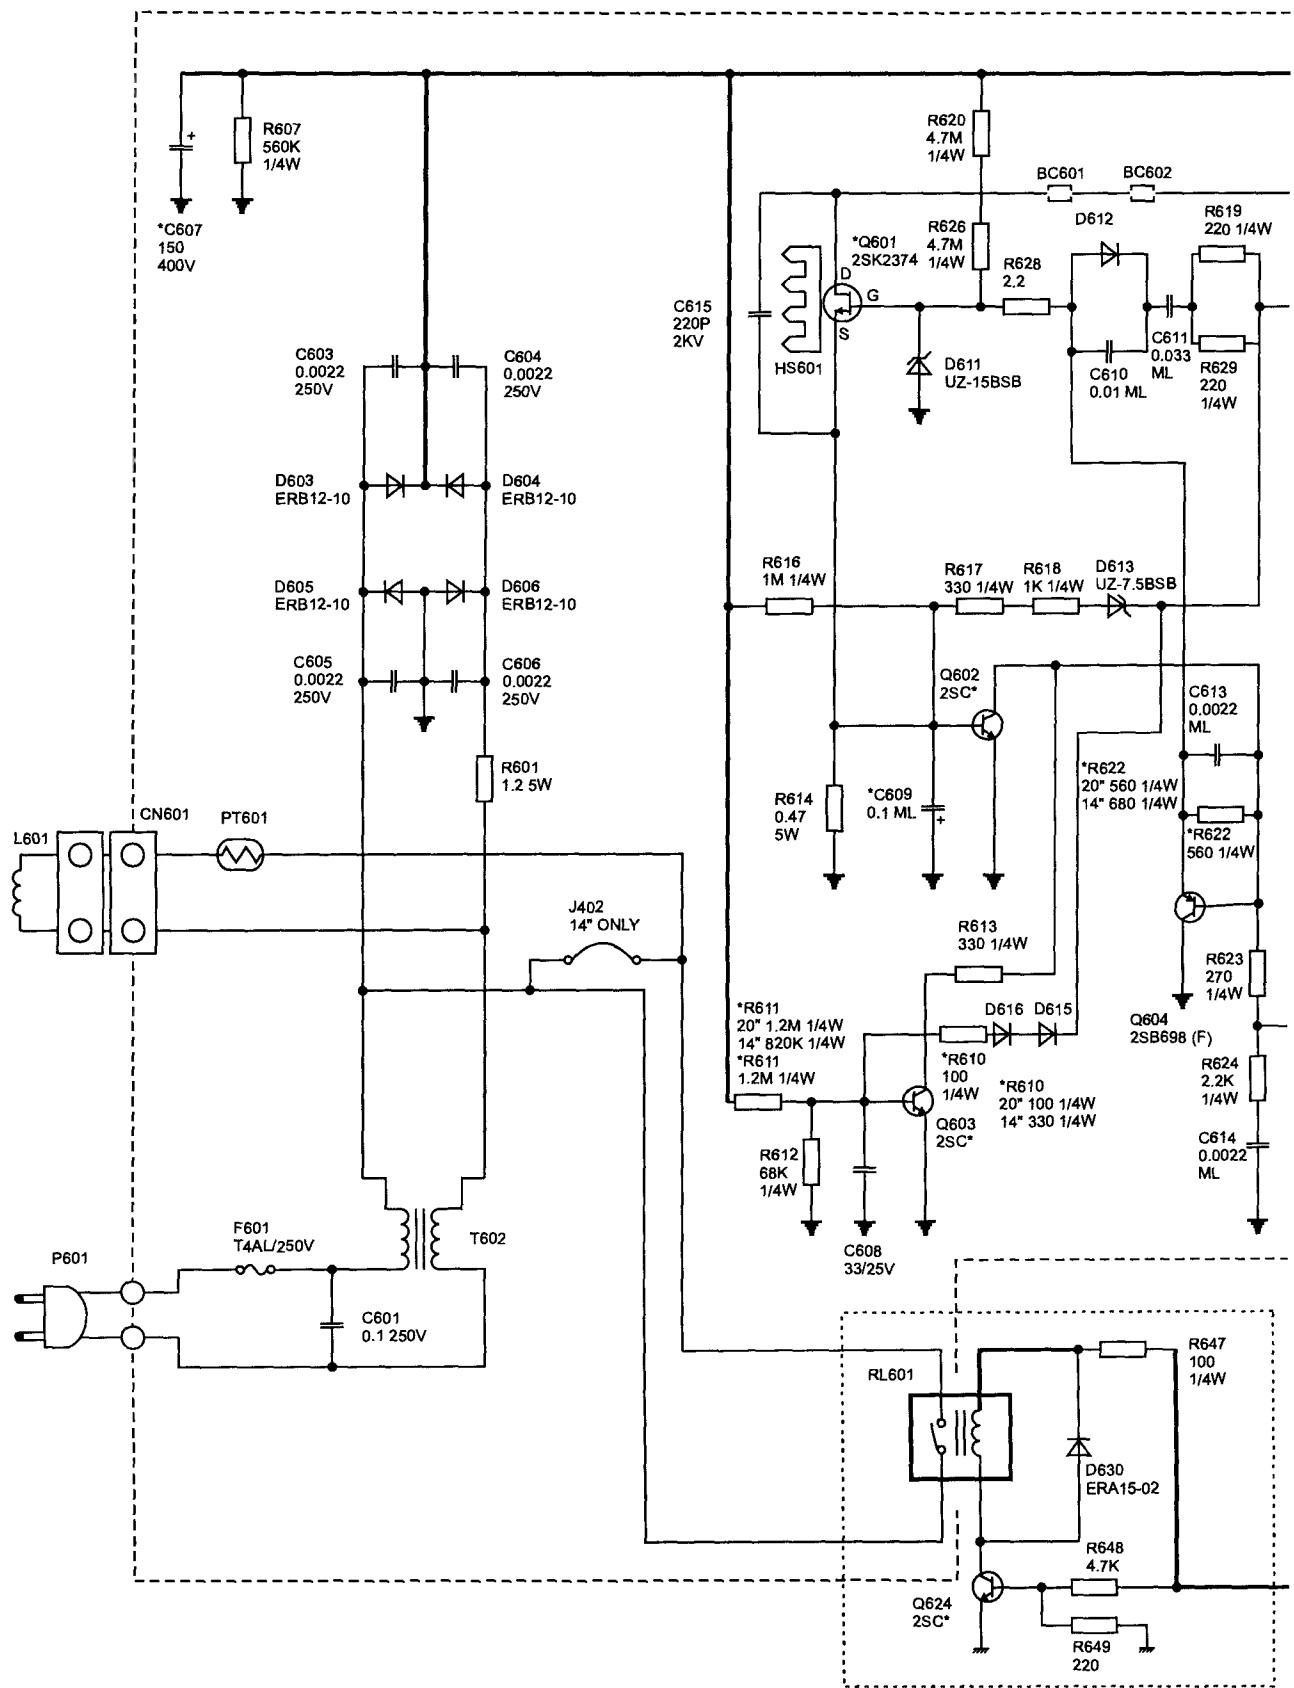 R607
560K
1/4W
+
*C607
150
400V
R620
4.7M
1/4W
BC601
BC602
R626
4.7M
1/4W
*Q601
2SK2374
D
G
S
R628
2.2
D612
R619
220 1/4W
C615
220P
2KV
HS601
D611
UZ-15BSB
C610
0.01 ML
C611
0.033
ML
R629
220
1/4W
C603
0.0022
250V
C604
0.0022
250V
D603
ERB12-10
D604
ERB12-10
D605
ERB12-10
D606
ERB12-10
C605
0.0022
250V
C606
0.0022
250V
R616
1M 1/4W
R617
330 1/4W
R618
1K 1/4W
D613
UZ-7.5BSB
Q602
2SC*
C613
0.0022
ML
R601
1.2 5W
R614
0.47
5W
*C609
0.1 ML
+
*R622
20" 560 1/4W
14" 680 1/4W
*R622
560 1/4W
L601
CN601
PT601
J402
14" ONLY
R613
330 1/4W
R623
270
1/4W
Q604
2SB698 (F)
*R611
20" 1.2M 1/4W
14" 820K 1/4W
*R611
1.2M 1/4W
D616
D615
*R610
100
1/4W
*R610
20" 100 1/4W
14" 330 1/4W
R624
2.2K
1/4W
Q603
2SC*
R612
68K
1/4W
C614
0.0022
ML
C608
33/25V
P601
F601
T4AL/250V
T602
C601
0.1 250V
RL601
R647
100
1/4W
D630
ERA15-02
R648
4.7K
Q624
2SC*
R649
220